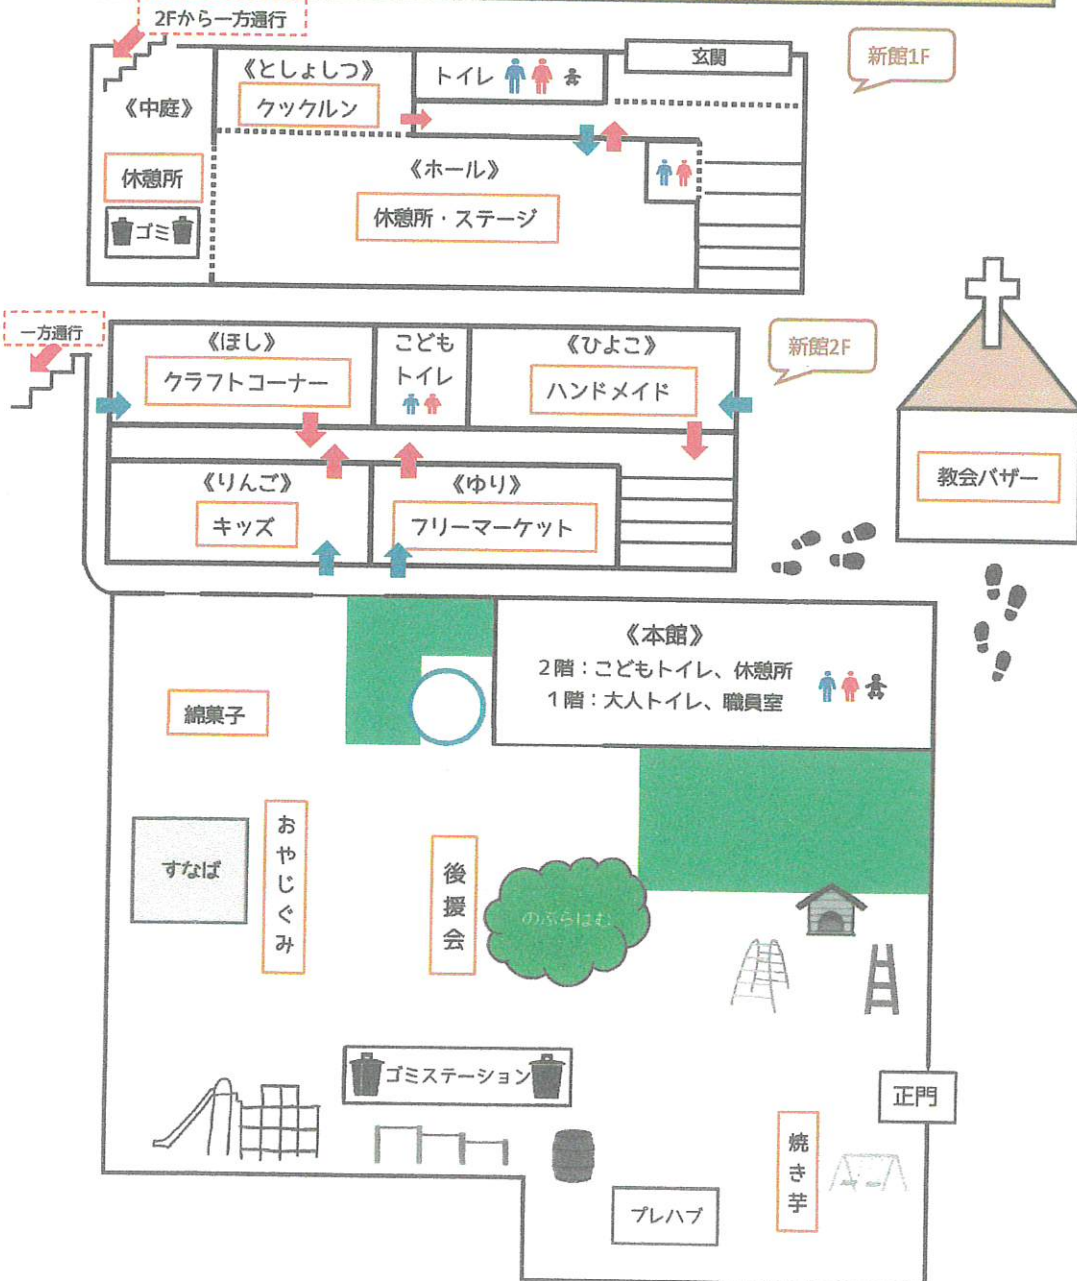 2Fから一方通行
《としょしつ》
クックルン
トイレ
玄関
新館1F
《中庭》
休憩所
ゴミ
《ホール》
休憩所・ステージ
一方通行
《ほし》
クラフトコーナー
こども
トイレ
《ひよこ》
ハンドメイド
新館2F
《りんご》
キッズ
《ゆり》
フリーマーケット
教会バザー
《本館》
2階：こどもトイレ、休憩所
1階：大人トイレ、職員室
綿菓子
すなば
おやじぐみ
後援会
のぶらはむ
ゴミステーション
正門
焼き芋
プレハブ